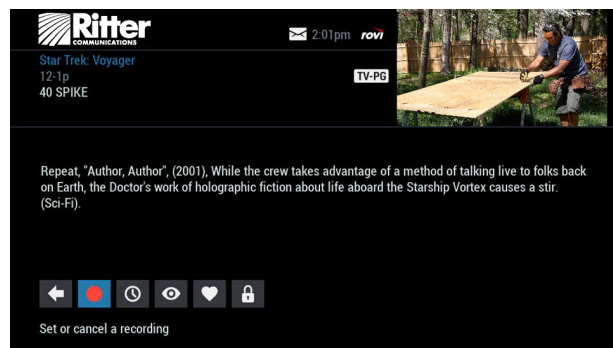 Ritter
COMMUNICATIONS
2:01pm rovi
Star Trek: Voyager
12-1p
TV-PG
40 SPIKE
Repeat, "Author, Author", (2001), While the crew takes advantage of a method of talking live to folks back
on Earth, the Doctor's work of holographic fiction about life aboard the Starship Vortex causes a stir.
(Sci-Fi).
Set or cancel a recording